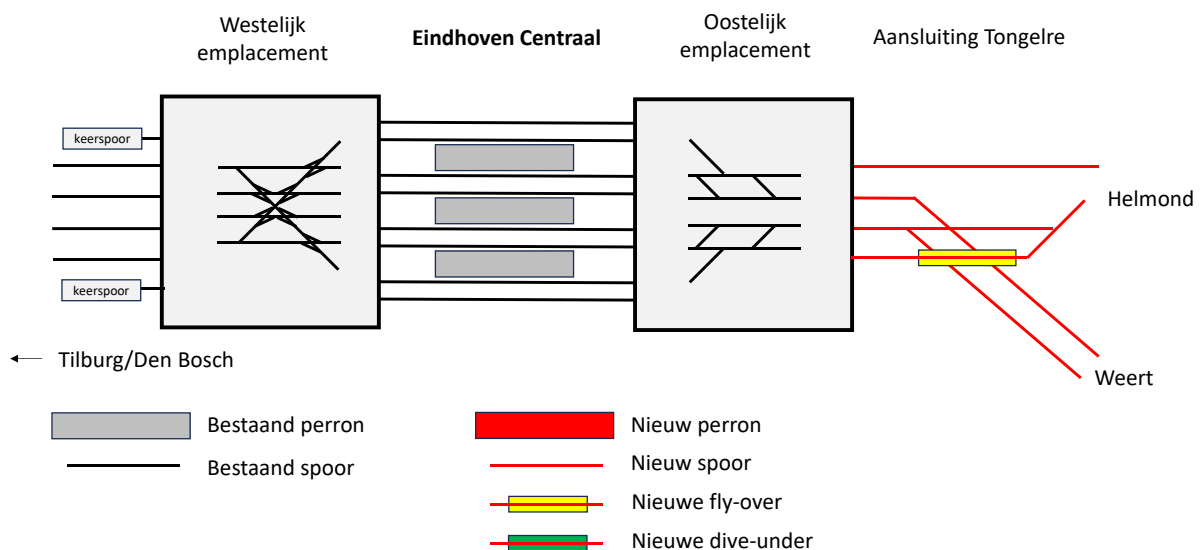 Westelijk
emplacement
Eindhoven Centraal
Oostelijk
emplacement
Aansluiting Tongelre
keerspoor
keerspoor
Helmond
Weert
Tilburg/Den Bosch
Bestaand perron
Bestaand spoor
Nieuw perron
Nieuw spoor
Nieuwe fly-over
Nieuwe dive-under